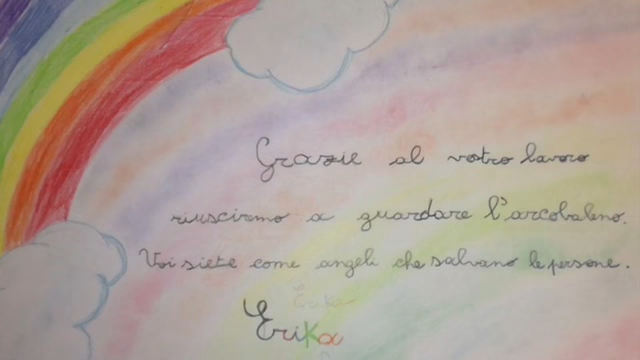 Grazie al vostro lavoro
riusciremo a guardare l'arcobaleno.
Voi siete come angeli che salvano le persone.
Erika